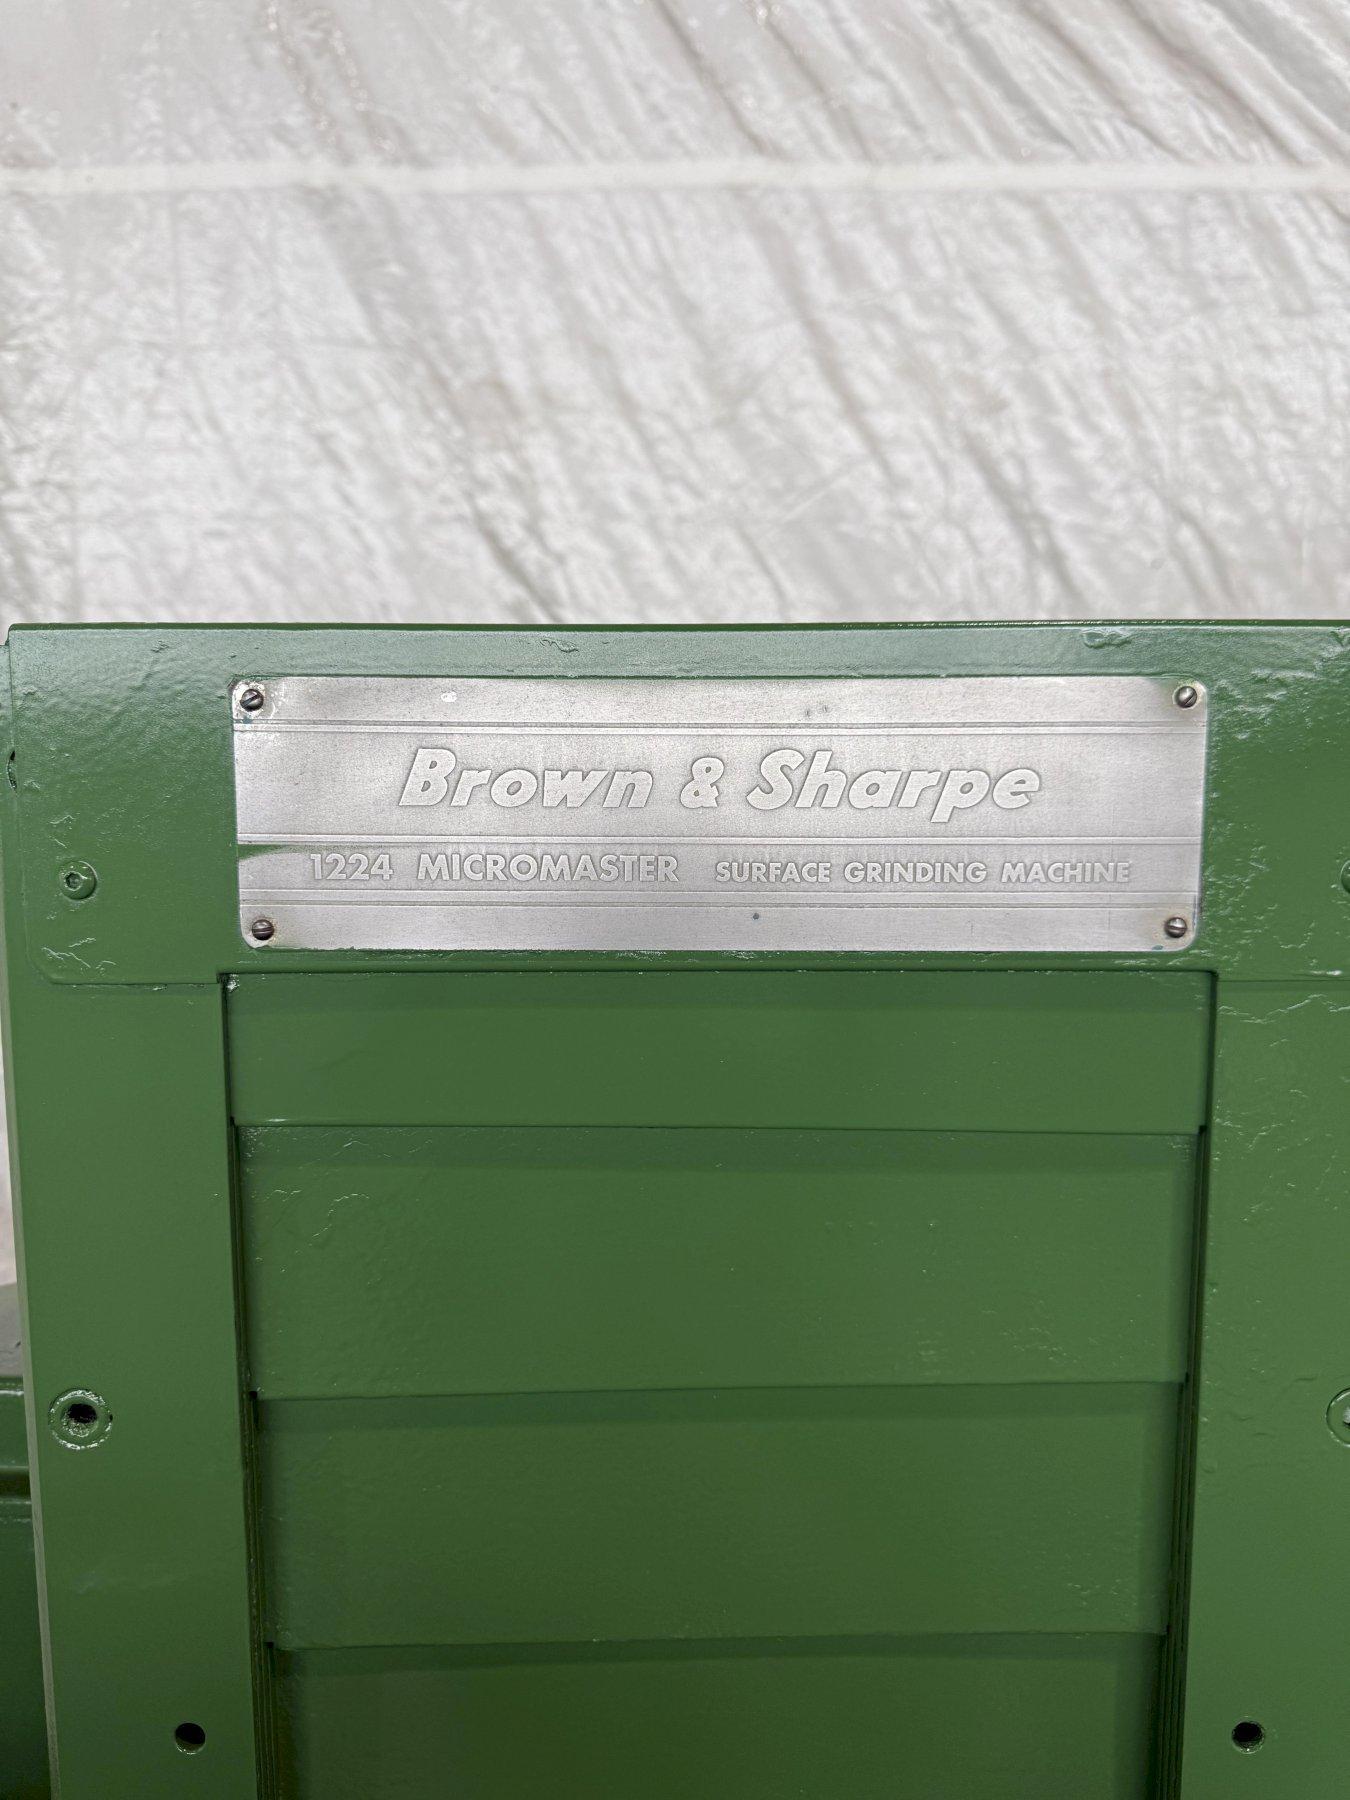 Brown & Sharpe
1224 MICROMASTER SURFACE GRINDING MACHINE